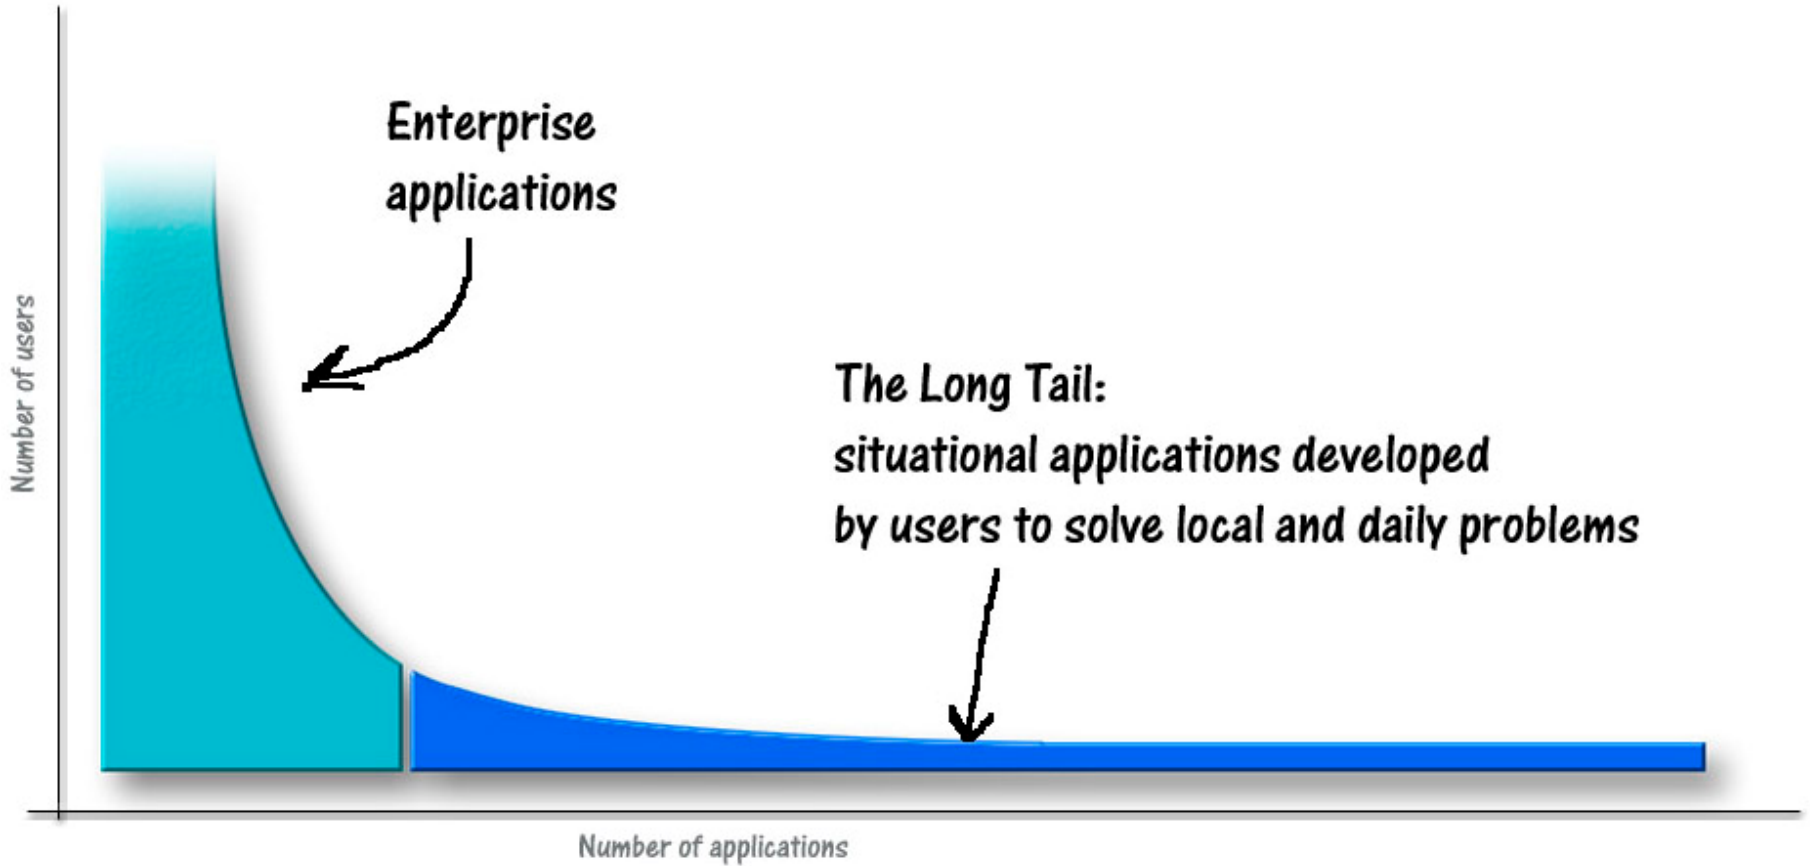 Enterprise
applications
Number of users
The Long Tail:
situational applications developed
by users to solve local and daily problems
Number of applications